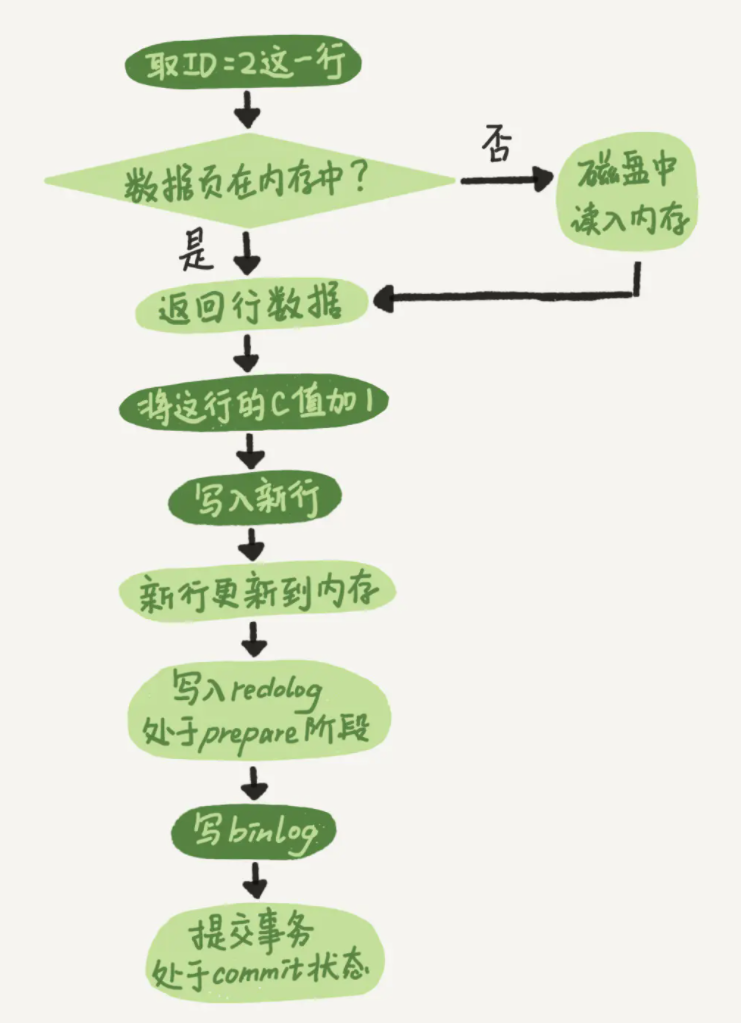 取ID=2这一行
数据页在内存中？
否
磁盘中
读入内存
是
返回行数据
将这行的C值加1
写入新行
新行更新到内存
写入redolog
处于prepare阶段
写binlog
提交事务
处于commit状态